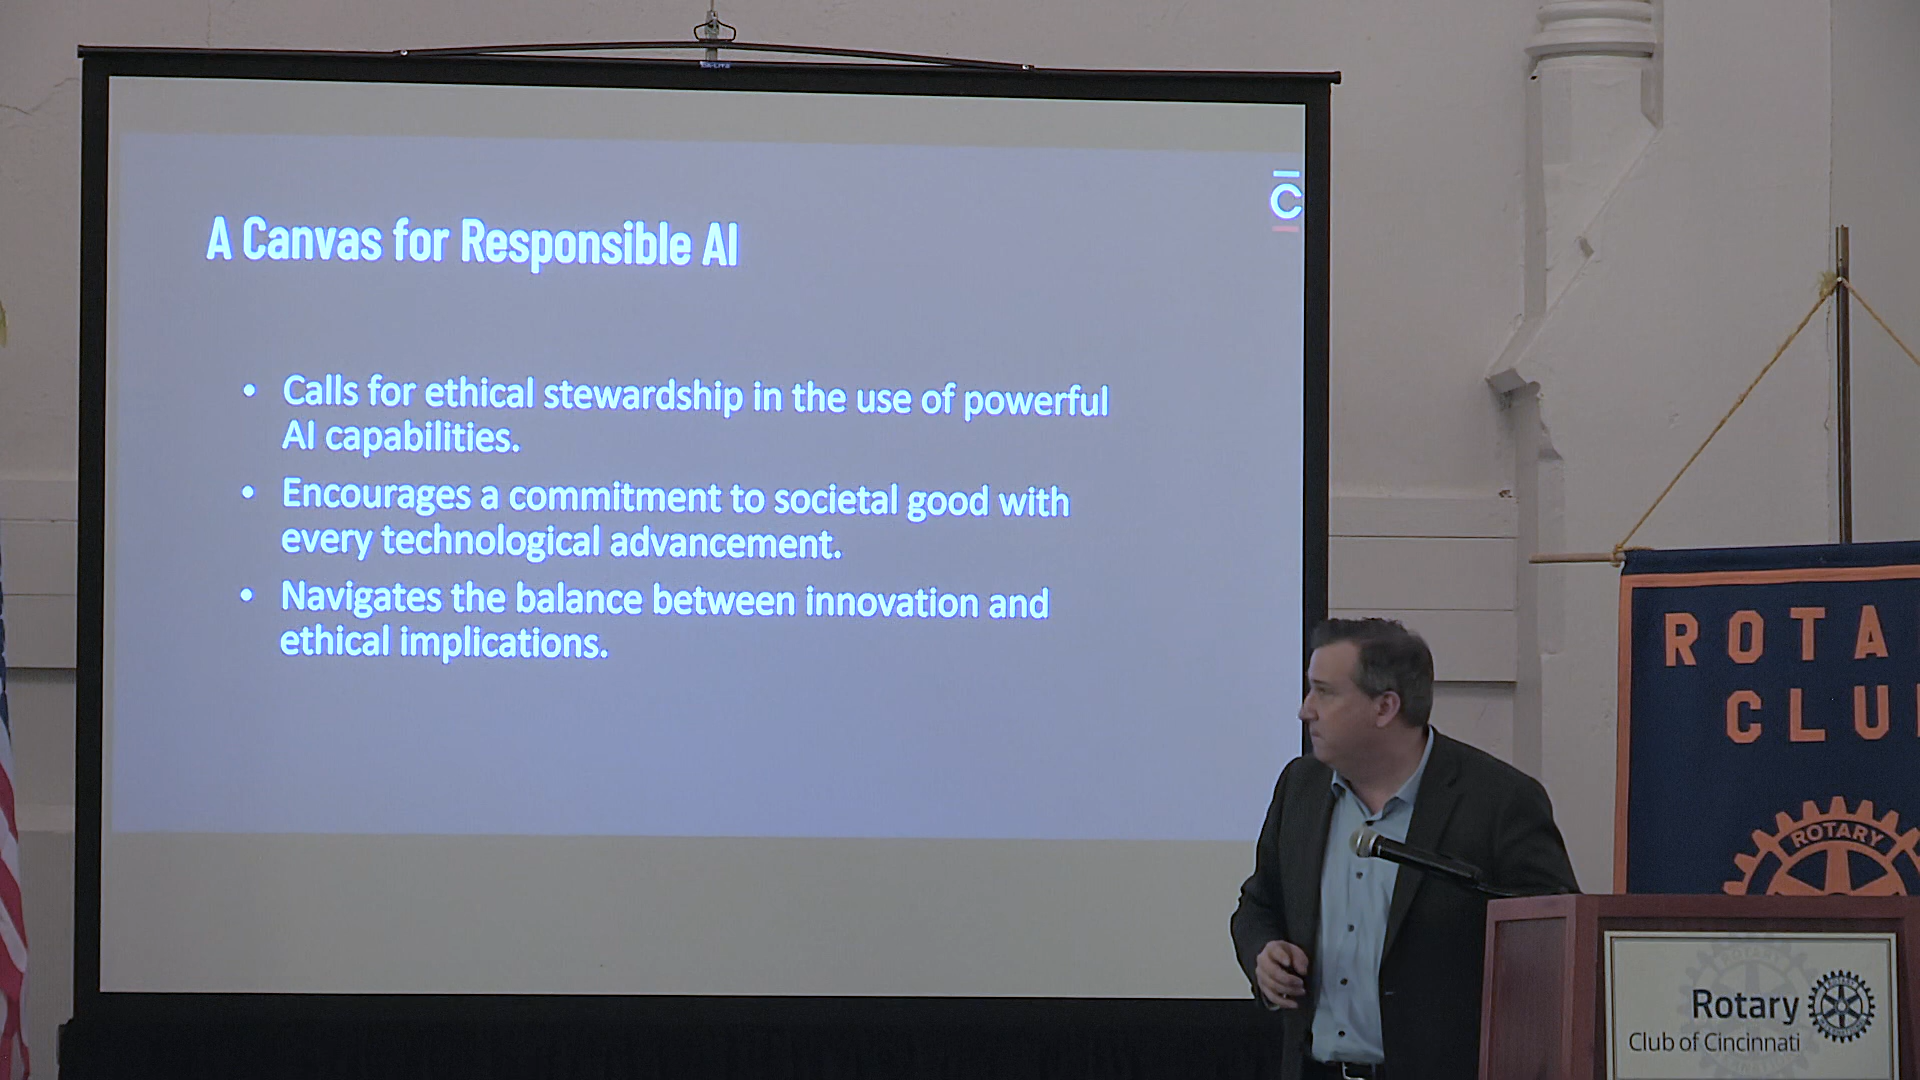 A Canvas for Responsible AI
C
• Calls for ethical stewardship in the use of powerful
AI capabilities.
• Encourages a commitment to societal good with
every technological advancement.
• Navigates the balance between innovation and
ethical implications.
ROTA
CLU
ROTARY
Rotary
Club of Cincinnati